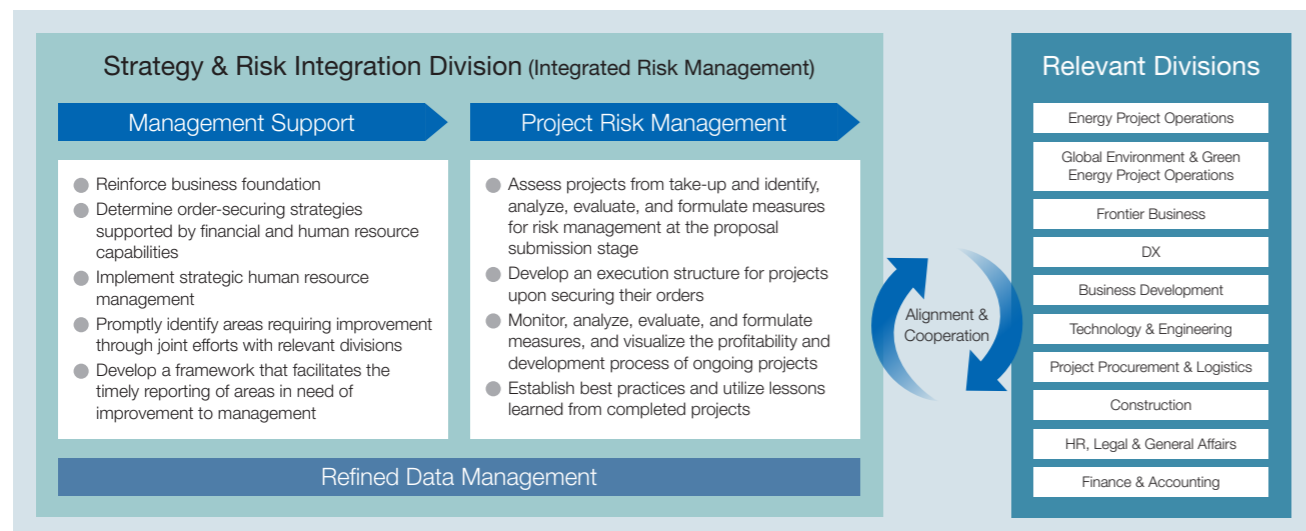 Strategy & Risk Integration Division (Integrated Risk Management)
Management Support
Reinforce business foundation
Determine order-securing strategies
supported by financial and human resource
capabilities
Implement strategic human resource
management
Promptly identify areas requiring improvement
through joint efforts with relevant divisions
Develop a framework that facilitates the
timely reporting of areas in need of
improvement to management
Project Risk Management
Assess projects from take-up and identify,
analyze, evaluate, and formulate measures
for risk management at the proposal
submission stage
Develop an execution structure for projects
upon securing their orders
Monitor, analyze, evaluate, and formulate
measures, and visualize the profitability and
development process of ongoing projects
Establish best practices and utilize lessons
learned from completed projects
Refined Data Management
Alignment &
Cooperation
Relevant Divisions
Energy Project Operations
Global Environment & Green
Energy Project Operations
Frontier Business
DX
Business Development
Technology & Engineering
Project Procurement & Logistics
Construction
HR, Legal & General Affairs
Finance & Accounting